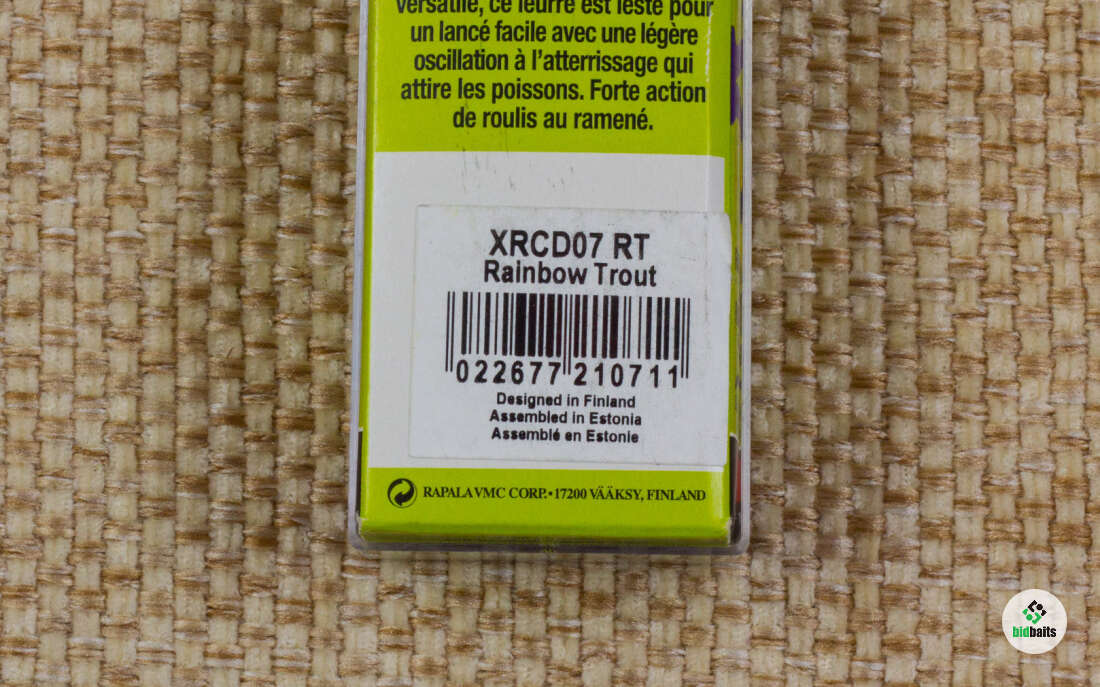 versatile, ce leurre est lesté pour
un lancé facile avec une légère
oscillation à l'atterrissage qui
attire les poissons. Forte action
de roulis au ramené.
XRCD07 RT
Rainbow Trout
022677 210711
Designed in Finland
Assembled in Estonia
Assemblé en Estonie
RAPALA VMC CORP. • 17200 VÄÄKSY, FINLAND
bidbaits